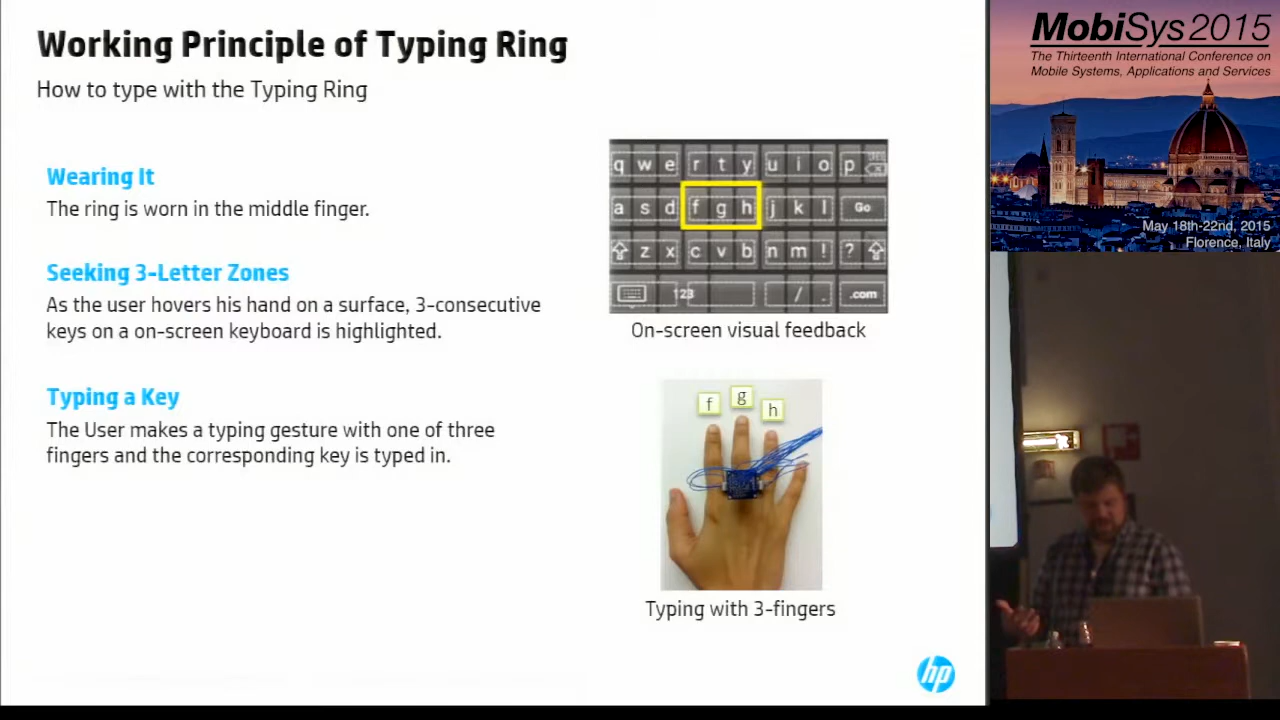 Working Principle of Typing Ring
How to type with the Typing Ring
Wearing It
The ring is worn in the middle finger.
Seeking 3-Letter Zones
As the user hovers his hand on a surface, 3-consecutive
keys on a on-screen keyboard is highlighted.
Typing a Key
The User makes a typing gesture with one of three
fingers and the corresponding key is typed in.
q w e r t y u i o p
a s d f g h j k l Go
z x c v b n m ! ?
123 / . .com
On-screen visual feedback
f g h
Typing with 3-fingers
hp
MobiSys 2015
The Thirteenth International Conference on
Mobile Systems, Applications and Services
May 18th-22nd, 2015
Florence, Italy